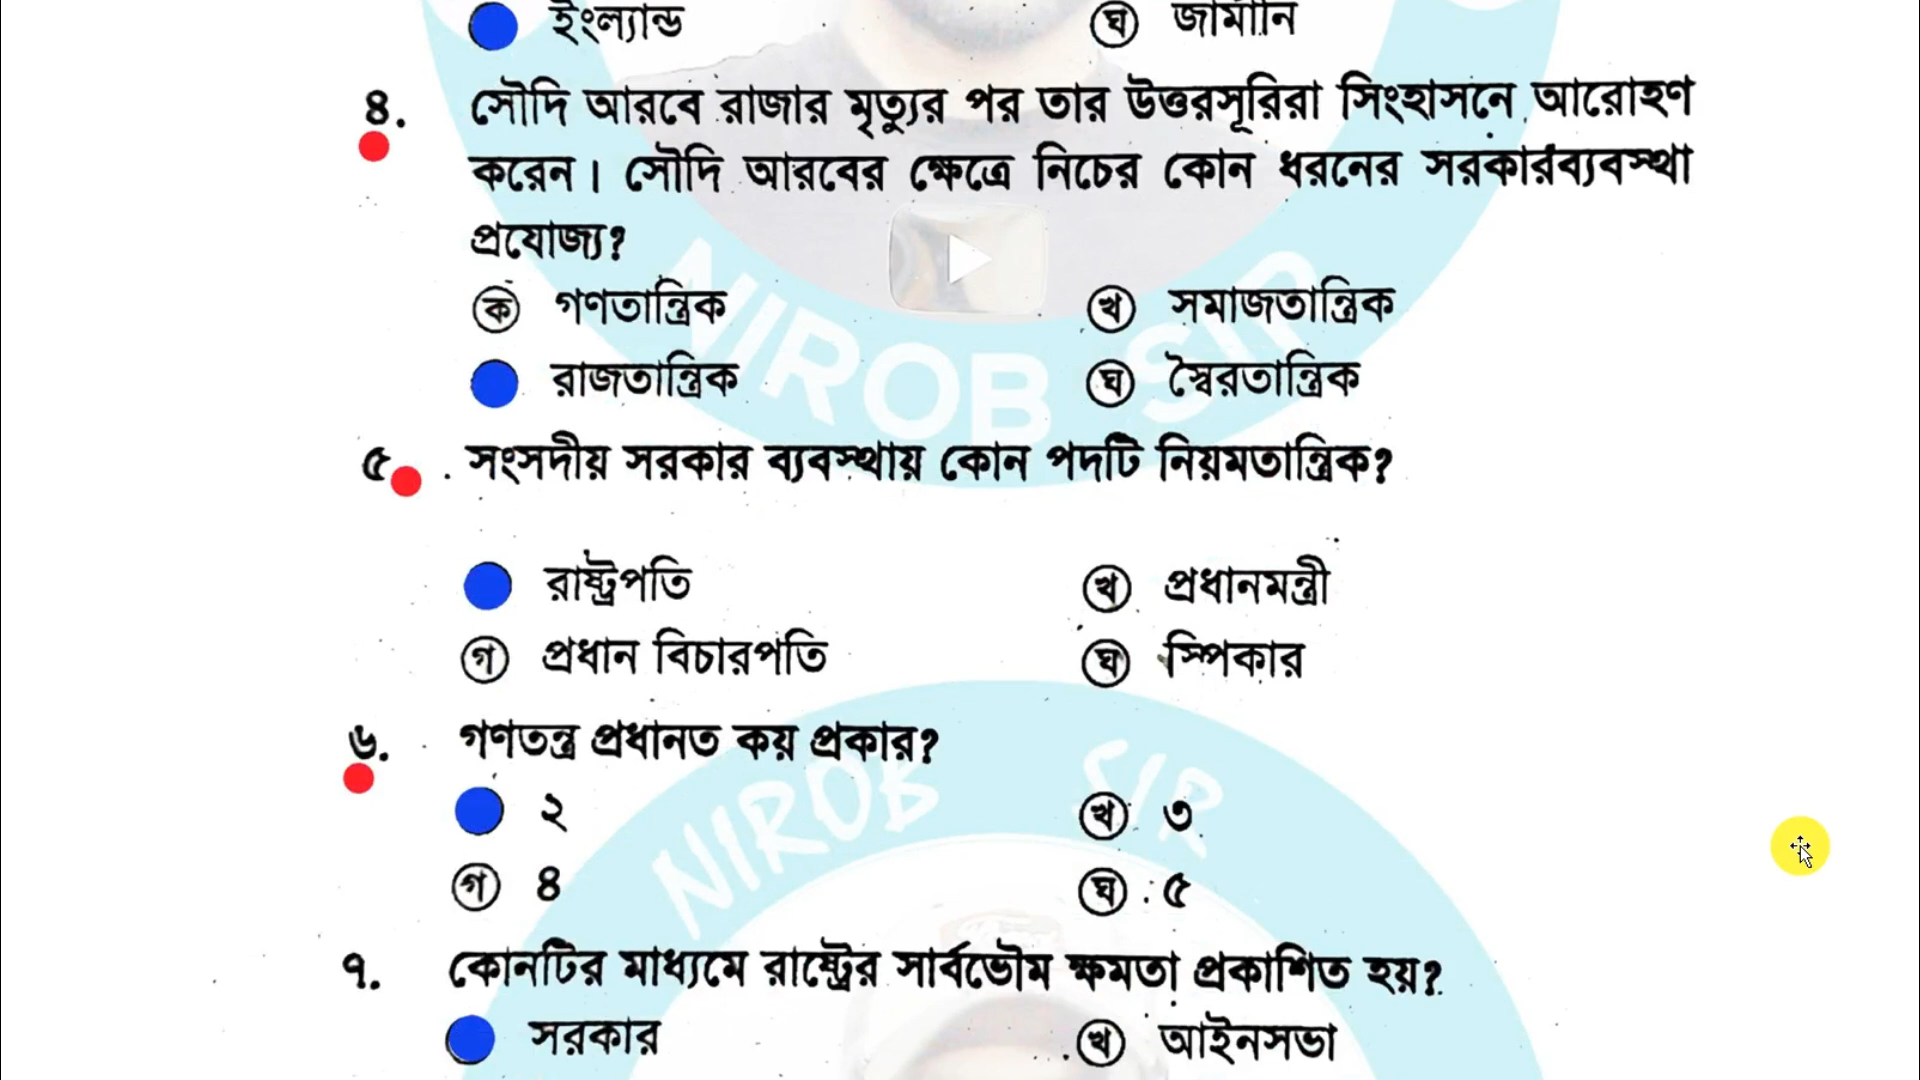 ইংল্যান্ড ঘ জার্মানি
৪. সৌদি আরবে রাজার মৃত্যুর পর তার উত্তরসূরিরা সিংহাসনে আরোহণ
করেন। সৌদি আরবের ক্ষেত্রে নিচের কোন ধরনের সরকারব্যবস্থা
প্রযোজ্য?
ক গণতান্ত্রিক খ সমাজতান্ত্রিক
রাজতান্ত্রিক ঘ স্বৈরতান্ত্রিক
NIROB SIR
৫. সংসদীয় সরকার ব্যবস্থায় কোন পদটি নিয়মতান্ত্রিক?
রাষ্ট্রপতি খ প্রধানমন্ত্রী
গ প্রধান বিচারপতি ঘ স্পিকার
৬. গণতন্ত্র প্রধানত কয় প্রকার?
২ খ ৩
NIROB SIR
গ ৪ ঘ ৫
৭. কোনটির মাধ্যমে রাষ্ট্রের সার্বভৌম ক্ষমতা প্রকাশিত হয়?
সরকার খ আইনসভা